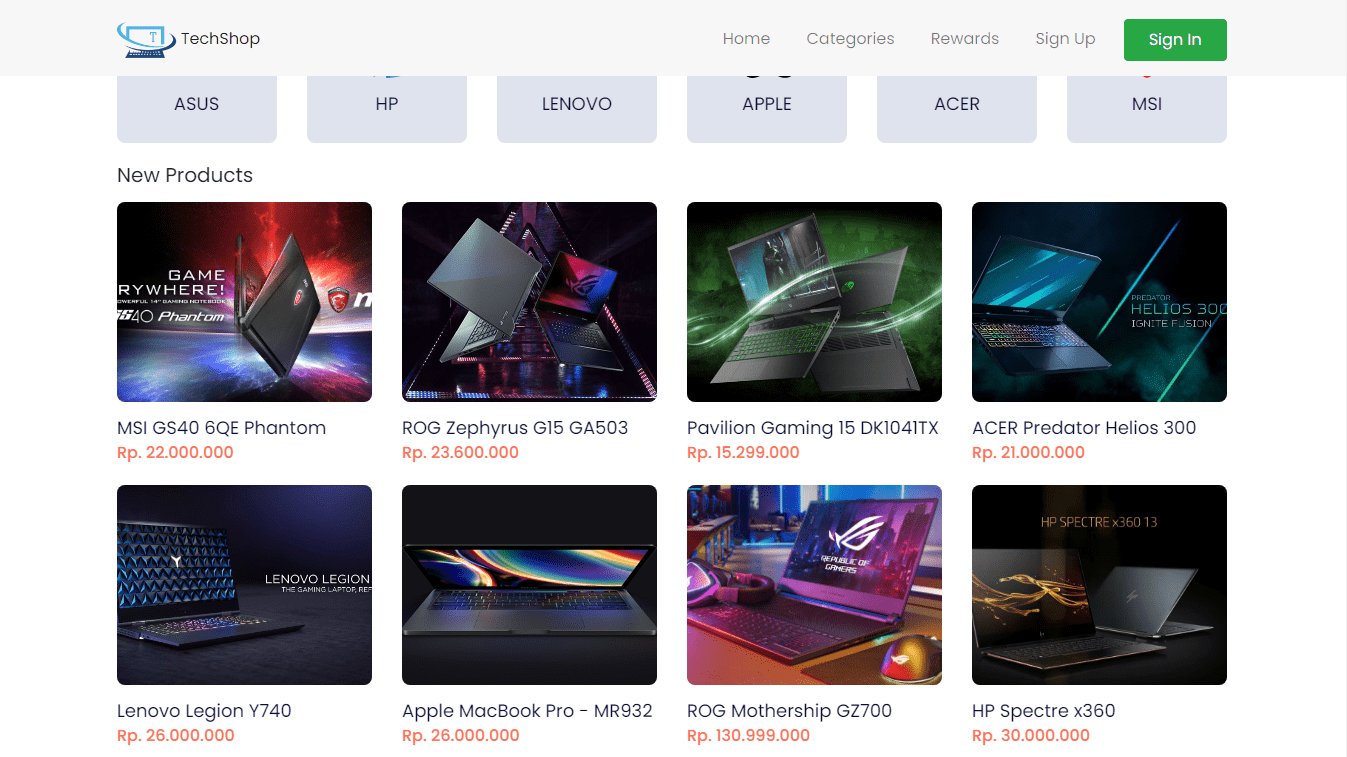 T
TechShop
Home
Categories
Rewards
Sign Up
Sign In
ASUS
HP
LENOVO
APPLE
ACER
MSI
New Products
GAME
RYWHERE!
POWERFUL 14" GAMING NOTEBOOK
GS40 Phantom
PREDATOR
HELIOS 300
IGNITE FUSION
MSI GS40 6QE Phantom
Rp. 22.000.000
ROG Zephyrus G15 GA503
Rp. 23.600.000
Pavilion Gaming 15 DK1041TX
Rp. 15.299.000
ACER Predator Helios 300
Rp. 21.000.000
LENOVO LEGION
THE GAMING LAPTOP, REF
REPUBLIC OF
GAMERS
HP SPECTRE x360 13
Lenovo Legion Y740
Rp. 26.000.000
Apple MacBook Pro - MR932
Rp. 26.000.000
ROG Mothership GZ700
Rp. 130.999.000
HP Spectre x360
Rp. 30.000.000